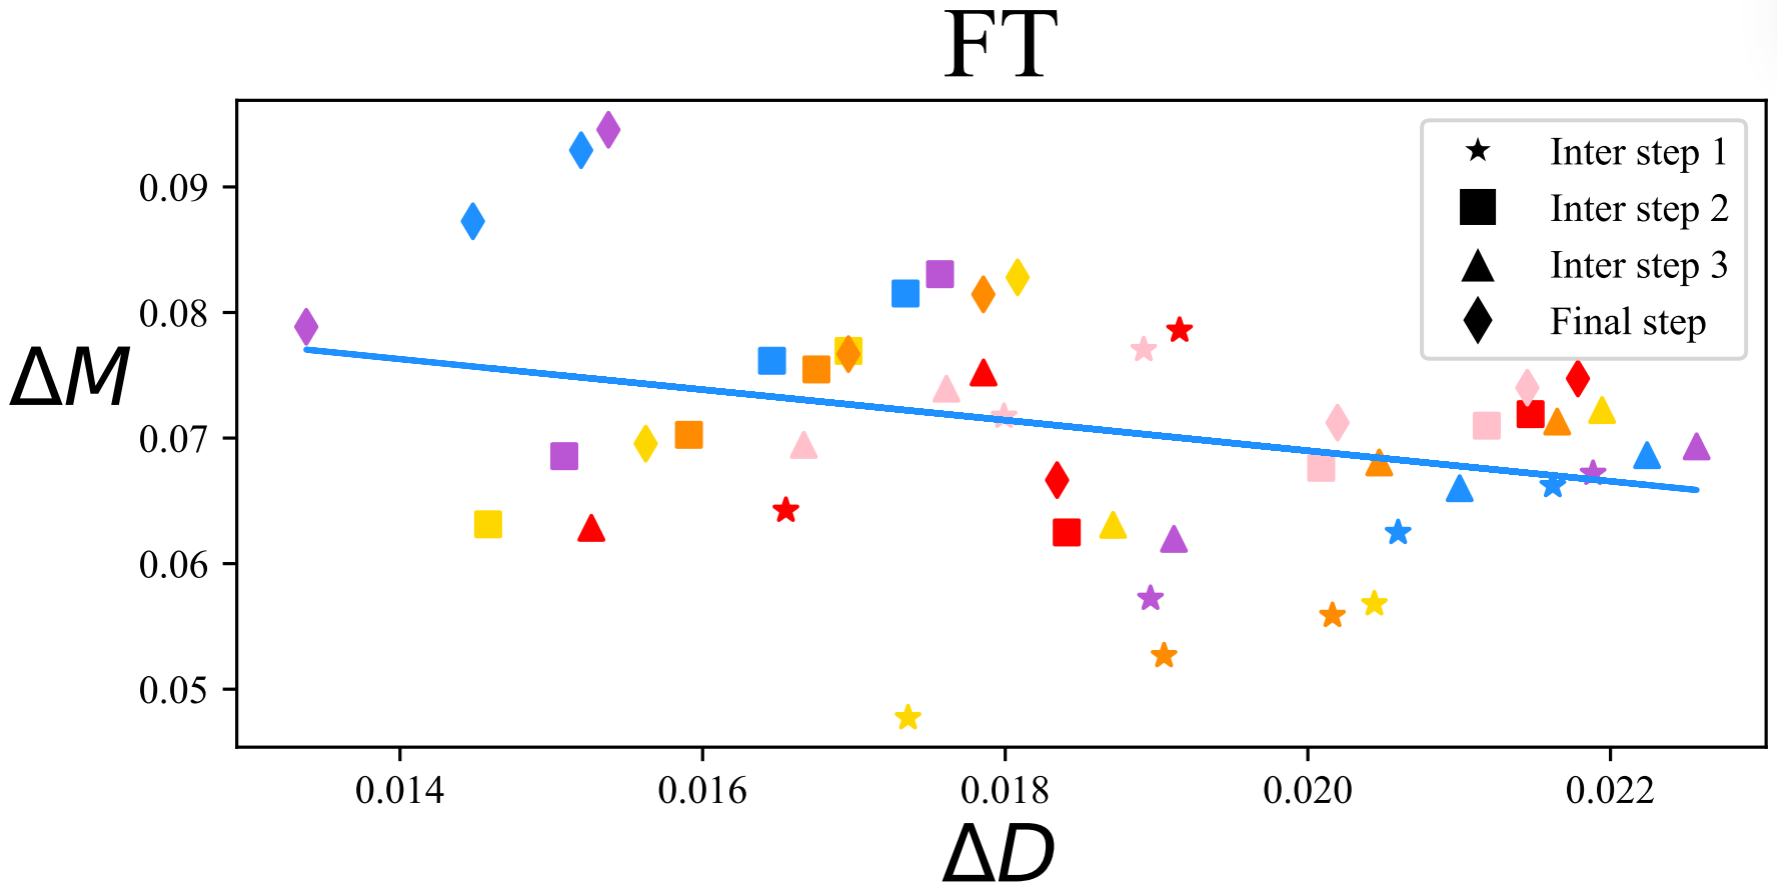 FT
ΔM
0.09
0.08
0.07
0.06
0.05
Inter step 1
Inter step 2
Inter step 3
Final step
0.014 0.016 0.018 0.020 0.022
ΔD